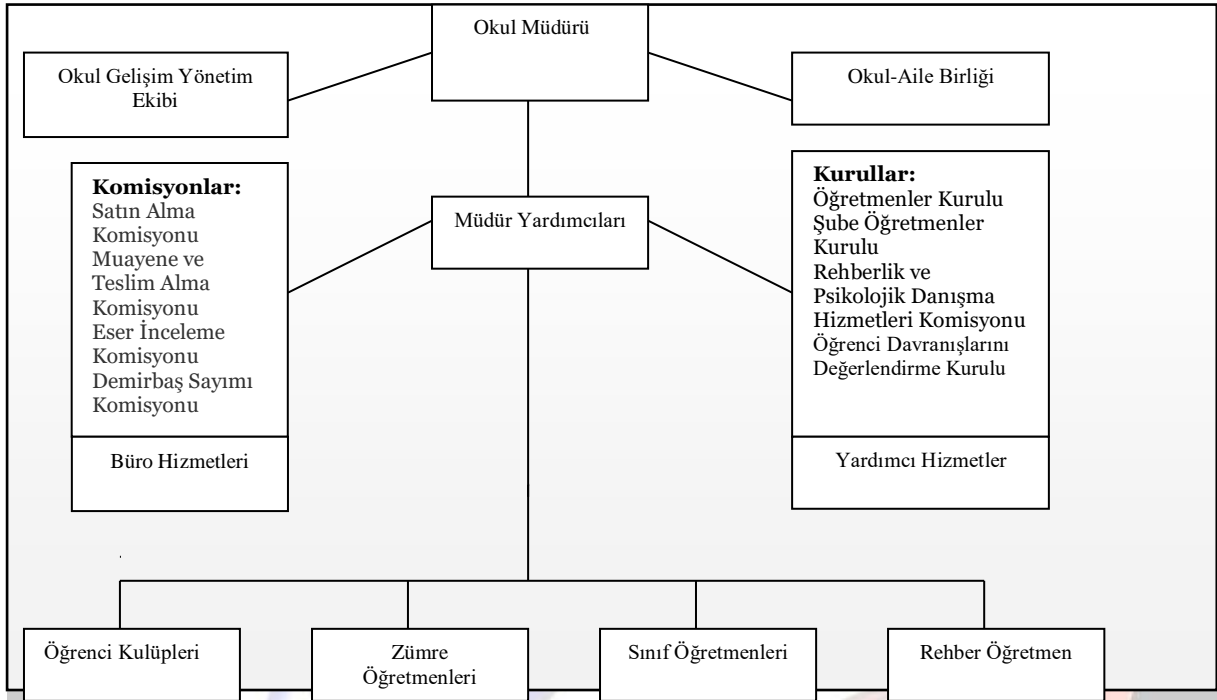 Okul Müdürü
Okul Gelişim Yönetim
Ekibi
Okul-Aile Birliği
Komisyonlar:
Satın Alma
Komisyonu
Muayene ve
Teslim Alma
Komisyonu
Eser İnceleme
Komisyonu
Demirbaş Sayımı
Komisyonu
Müdür Yardımcıları
Kurullar:
Öğretmenler Kurulu
Şube Öğretmenler
Kurulu
Rehberlik ve
Psikolojik Danışma
Hizmetleri Komisyonu
Öğrenci Davranışlarını
Değerlendirme Kurulu
Büro Hizmetleri
Yardımcı Hizmetler
Öğrenci Kulüpleri
Zümre
Öğretmenleri
Sınıf Öğretmenleri
Rehber Öğretmen